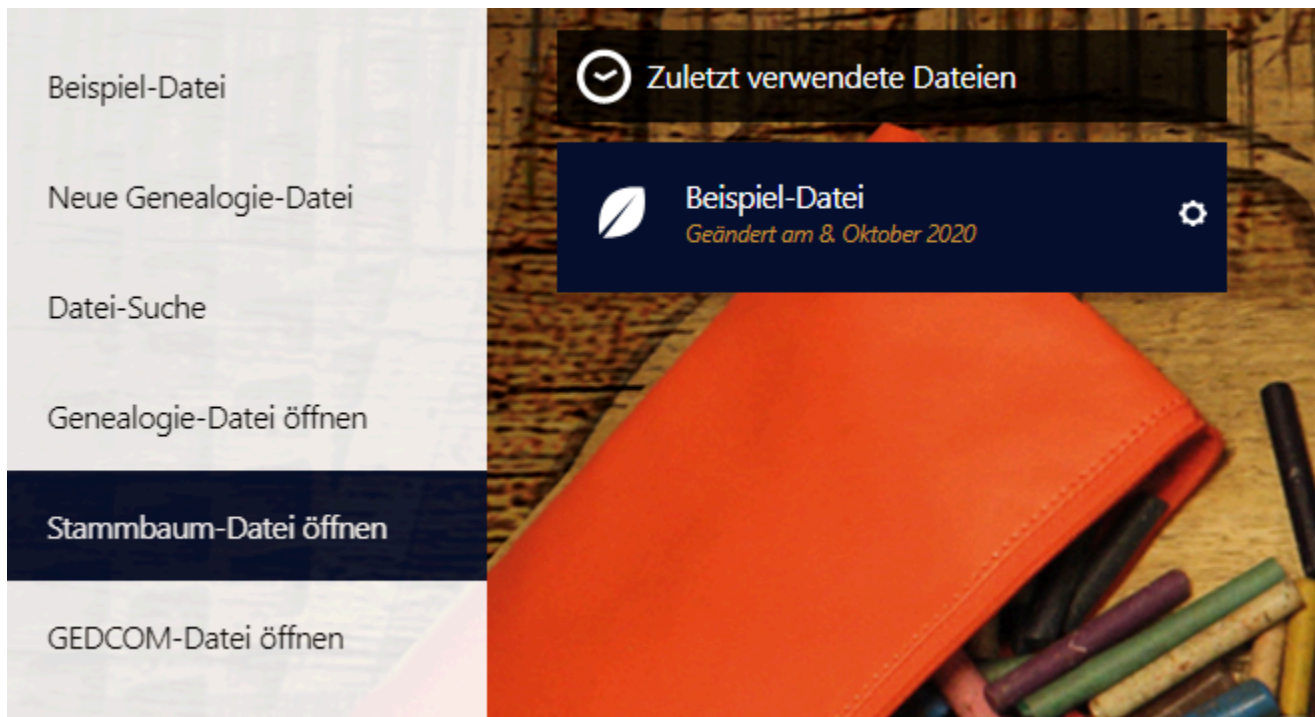 Beispiel-Datei
Neue Genealogie-Datei
Datei-Suche
Genealogie-Datei öffnen
Stammbaum-Datei öffnen
GEDCOM-Datei öffnen
Zuletzt verwendete Dateien
Beispiel-Datei
Geändert am 8. Oktober 2020